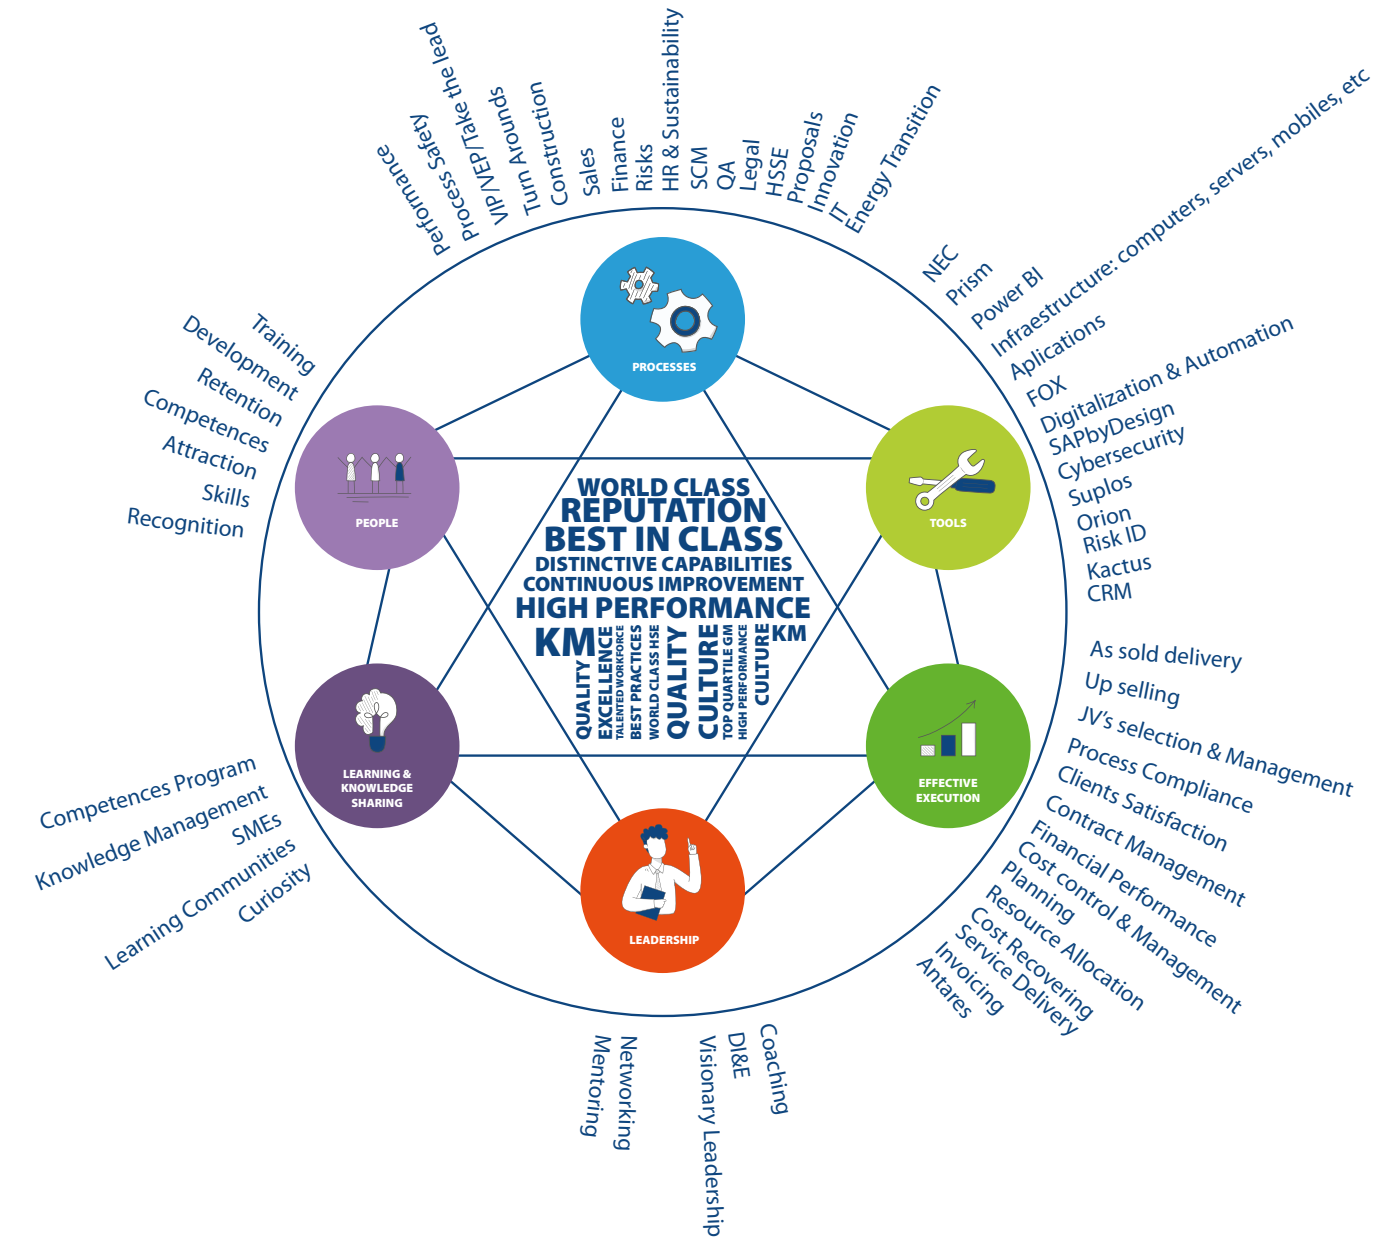 Performance
Process Safety
VIP/VEP/Take the lead
Turn Arounds
Construction
Sales
Finance
Risks
HR & Sustainability
SCM
QA
Legal
HSSE
Proposals
Innovation
IT
Energy Transition
NEC
Prism
Power BI
Infraestructure: computers, servers, mobiles, etc
Aplications
FOX
Digitalization & Automation
SAPbyDesign
Cybersecurity
Suplos
Orion
Risk ID
Kactus
CRM
As sold delivery
Up selling
JV's selection & Management
Process Compliance
Clients Satisfaction
Contract Management
Financial Performance
Cost control & Management
Planning
Resource Allocation
Cost Recovering
Service Delivery
Invoicing
Antares
Coaching
DI&E
Visionary Leadership
Networking
Mentoring
Curiosity
Learning Communities
SMEs
Knowledge Management
Competences Program
Recognition
Skills
Attraction
Competences
Retention
Development
Training
PROCESSES
PEOPLE
TOOLS
LEARNING &
KNOWLEDGE
SHARING
EFFECTIVE
EXECUTION
LEADERSHIP
WORLD CLASS
REPUTATION
BEST IN CLASS
DISTINCTIVE CAPABILITIES
CONTINUOUS IMPROVEMENT
HIGH PERFORMANCE
KM
QUALITY
EXCELLENCE
TALENTED WORKFORCE
BEST PRACTICES
WORLD CLASS HSE
QUALITY
CULTURE
TOP QUARTILE GM
HIGH PERFORMANCE
CULTURE
KM